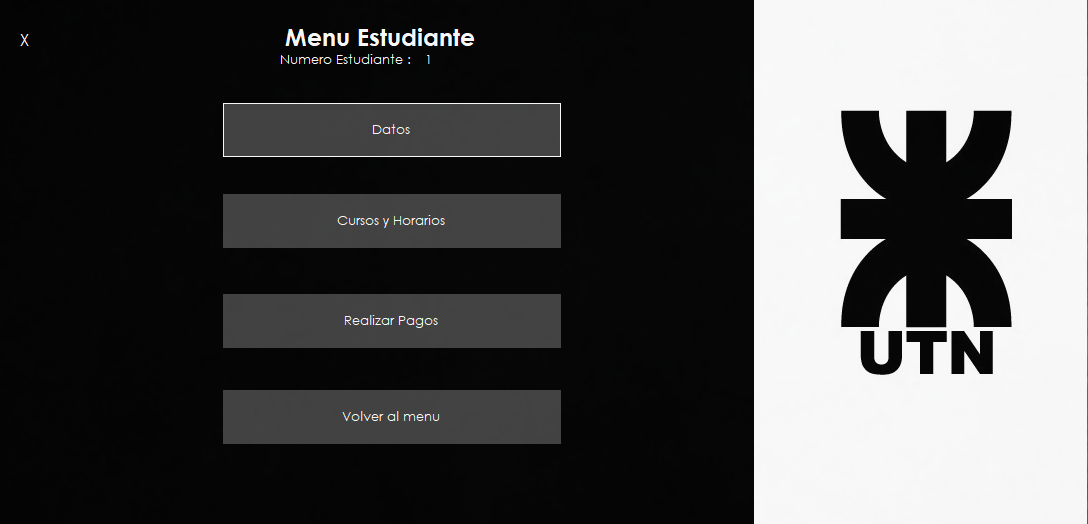 X
Menu Estudiante
Numero Estudiante : 1
Datos
Cursos y Horarios
Realizar Pagos
Volver al menu
UTN